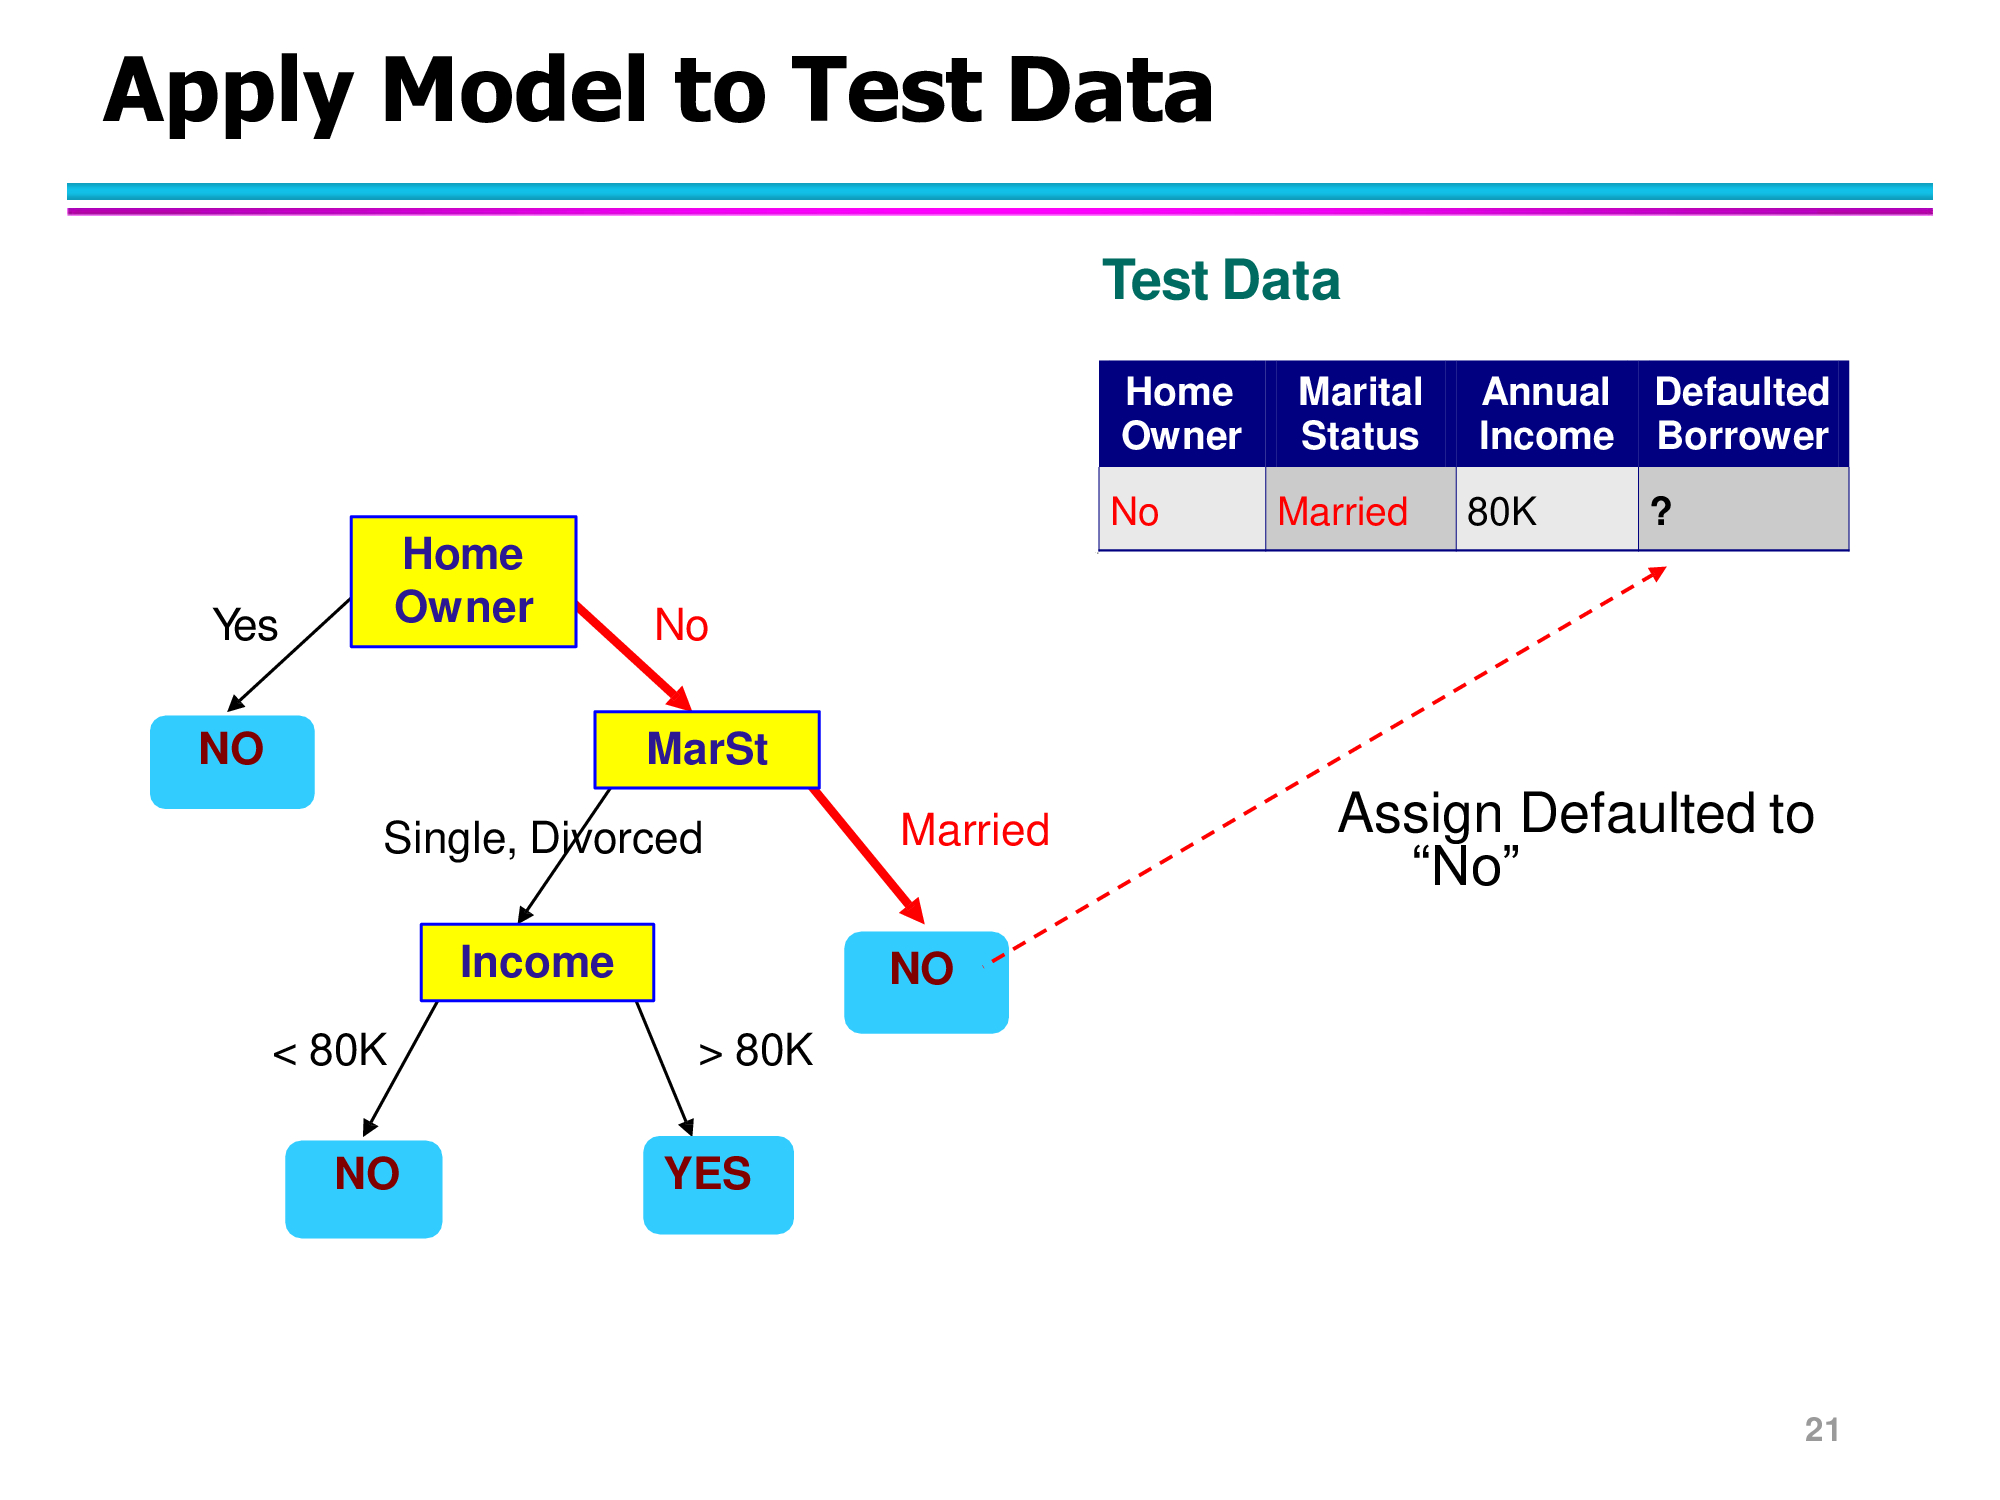 Apply Model to Test Data
Test Data
Home Owner
Marital Status
Annual Income
Defaulted Borrower
No
Married
80K
?
Home
Owner
Yes
No
NO
MarSt
Single, Divorced
Married
Assign Defaulted to
“No”
Income
NO
< 80K
> 80K
NO
YES
21